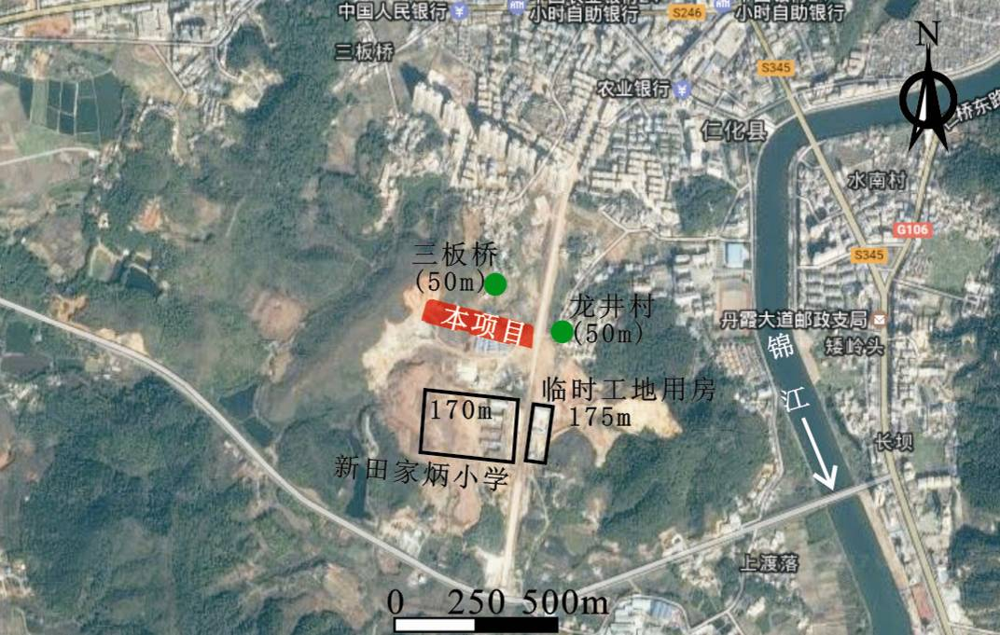 中国人民银行
小时自助银行
S246
小时自助银行
三板桥
S345
农业银行
N
桥东路
仁化县
水南村
G106
S345
三板桥
(50m)
龙井村
(50m)
本项目
丹霞大道邮政支局
矮岭头
锦
江
临时工地用房
175m
170m
新田家炳小学
长坝
上渡落
0 250 500m